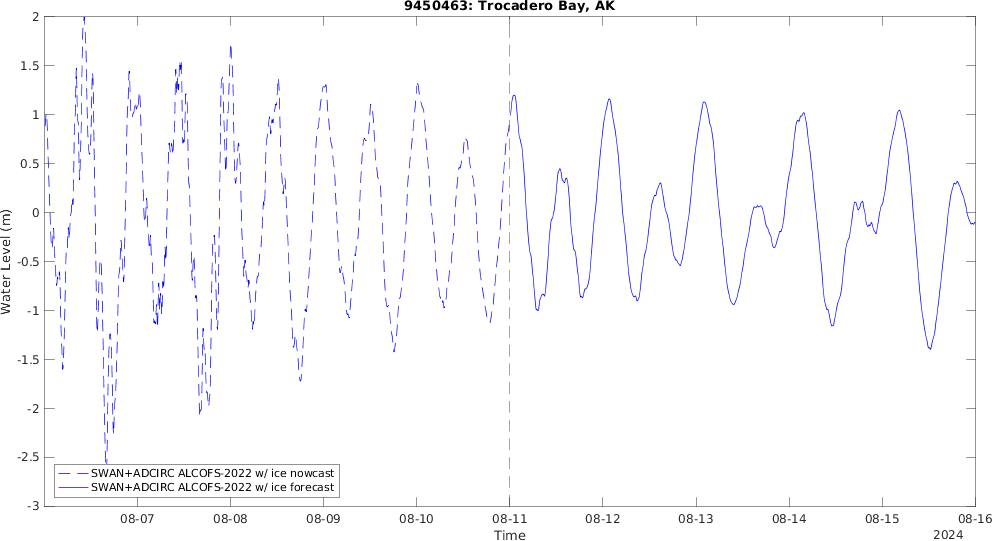 9450463: Trocadero Bay, AK
Water Level (m)
2
1.5
1
0.5
0
-0.5
-1
-1.5
-2
-2.5
-3
SWAN+ADCIRC ALCOFS-2022 w/ ice nowcast
SWAN+ADCIRC ALCOFS-2022 w/ ice forecast
08-07 08-08 08-09 08-10 08-11 08-12 08-13 08-14 08-15 08-16
Time
2024